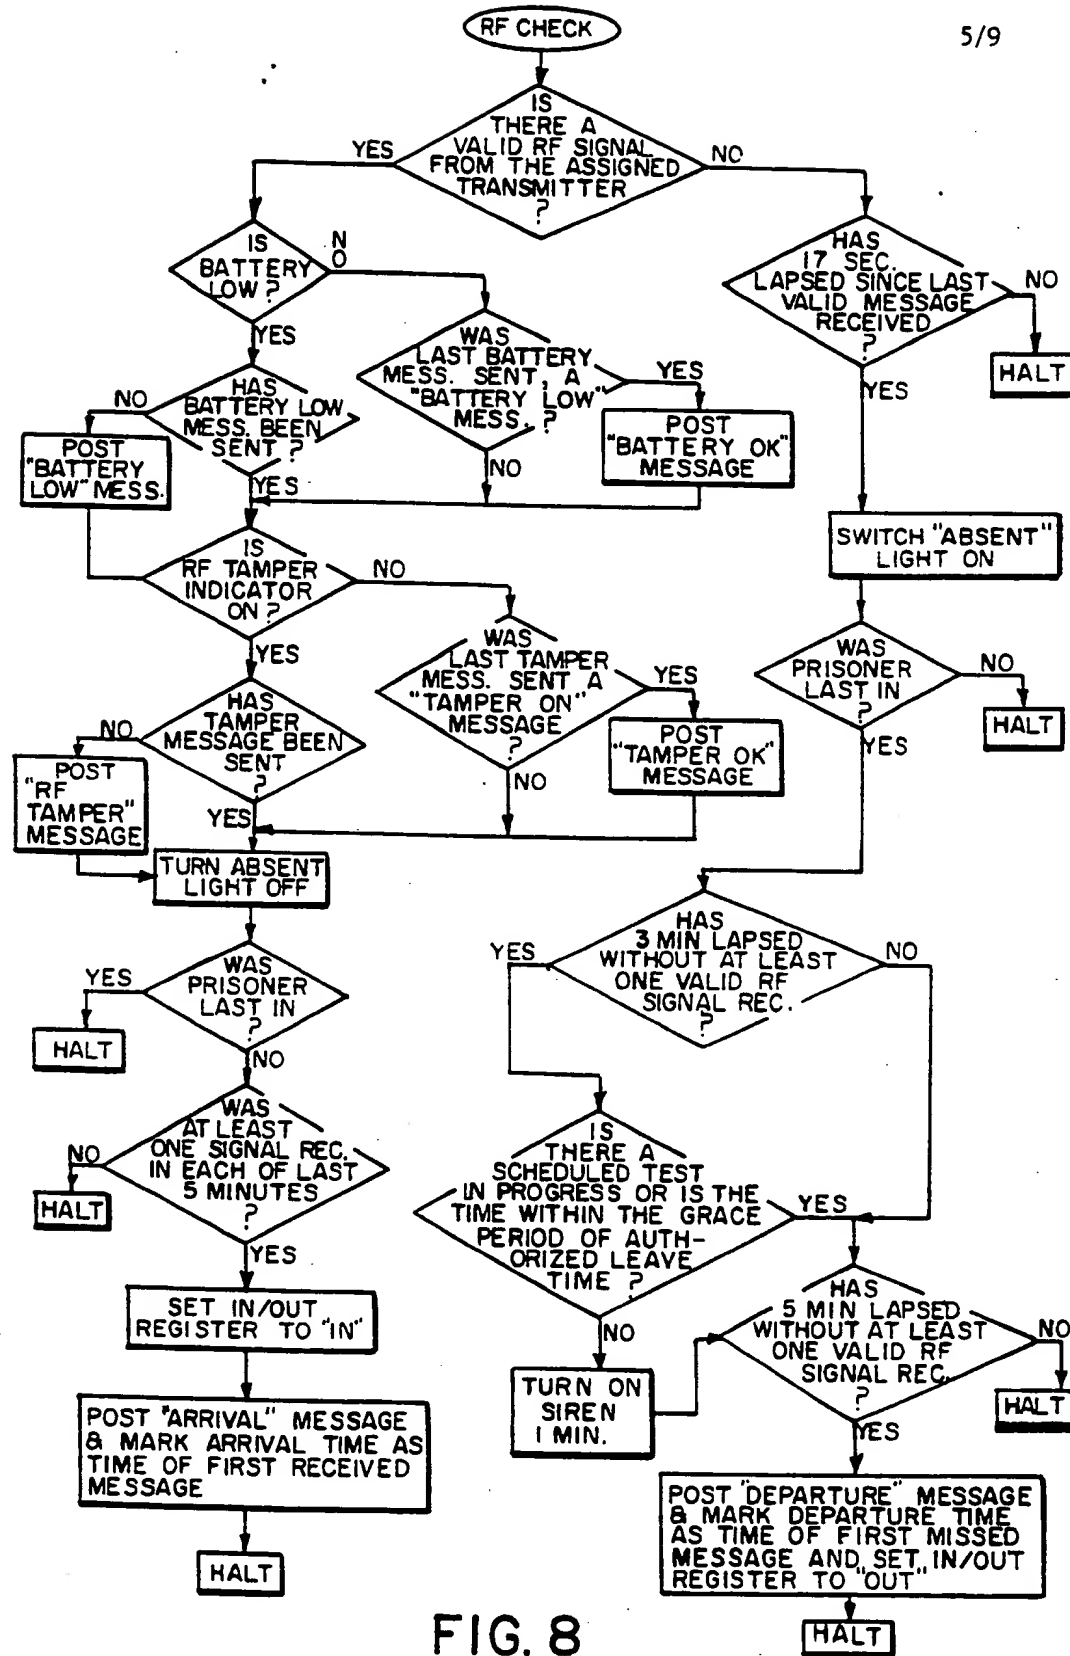 RF CHECK
5/9
IS
THERE A
VALID RF SIGNAL
FROM THE ASSIGNED
TRANSMITTER
?
YES
NO
IS
BATTERY
LOW ?
NO
YES
WAS
LAST BATTERY
MESS. SENT, A
"BATTERY LOW"
MESS.
?
YES
NO
POST
"BATTERY OK"
MESSAGE
HAS
BATTERY LOW
MESS. BEEN
SENT ?
NO
YES
POST
"BATTERY
LOW" MESS.
IS
RF TAMPER
INDICATOR
ON ?
NO
YES
WAS
LAST TAMPER
MESS. SENT A
"TAMPER ON"
MESSAGE
?
YES
NO
POST
"TAMPER OK"
MESSAGE
HAS
TAMPER
MESSAGE BEEN
SENT
?
NO
YES
POST
"RF
TAMPER"
MESSAGE
TURN ABSENT
LIGHT OFF
WAS
PRISONER
LAST IN
?
YES
HALT
NO
WAS
AT LEAST
ONE SIGNAL REC.
IN EACH OF LAST
5 MINUTES
?
NO
HALT
YES
SET IN/OUT
REGISTER TO "IN"
POST "ARRIVAL" MESSAGE
& MARK ARRIVAL TIME AS
TIME OF FIRST RECEIVED
MESSAGE
HALT
HAS
17 SEC.
LAPSED SINCE LAST
VALID MESSAGE
RECEIVED
?
NO
HALT
YES
SWITCH "ABSENT"
LIGHT ON
WAS
PRISONER
LAST IN
?
NO
HALT
YES
HAS
3 MIN LAPSED
WITHOUT AT LEAST
ONE VALID RF
SIGNAL REC.
?
YES
NO
IS
THERE A
SCHEDULED TEST
IN PROGRESS OR IS THE
TIME WITHIN THE GRACE
PERIOD OF AUTH-
ORIZED LEAVE
TIME ?
YES
NO
TURN ON
SIREN
1 MIN.
HAS
5 MIN LAPSED
WITHOUT AT LEAST
ONE VALID RF
SIGNAL REC.
?
NO
HALT
YES
POST "DEPARTURE" MESSAGE
& MARK DEPARTURE TIME
AS TIME OF FIRST MISSED
MESSAGE AND SET IN/OUT
REGISTER TO "OUT"
HALT
FIG. 8